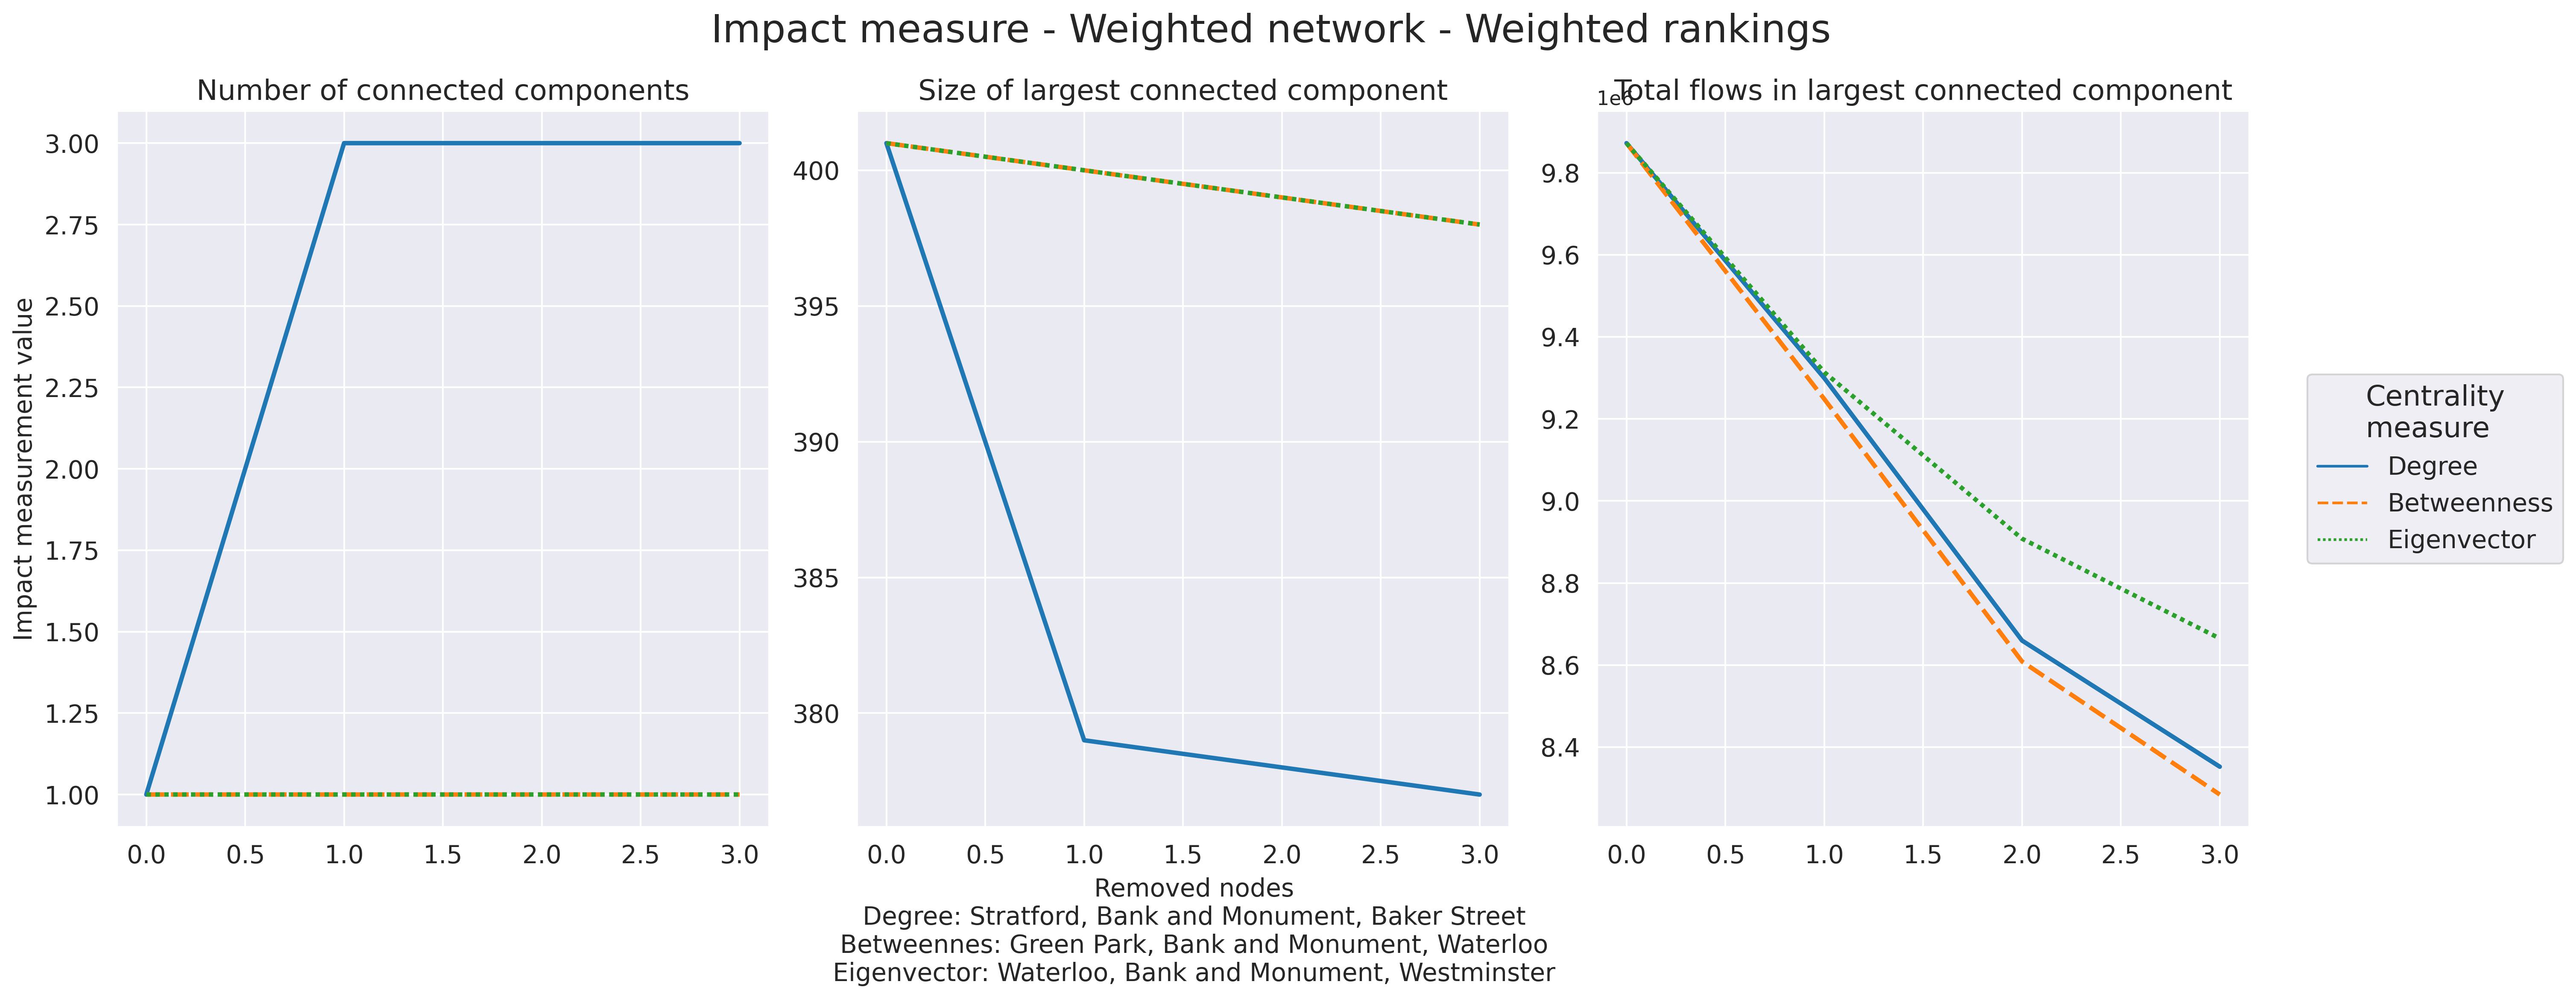 Impact measure - Weighted network - Weighted rankings
Number of connected components
Impact measurement value
3.00
2.75
2.50
2.25
2.00
1.75
1.50
1.25
1.00
0.0 0.5 1.0 1.5 2.0 2.5 3.0
Size of largest connected component
400
395
390
385
380
0.0 0.5 1.0 1.5 2.0 2.5 3.0
Total flows in largest connected component
1e6
9.8
9.6
9.4
9.2
9.0
8.8
8.6
8.4
0.0 0.5 1.0 1.5 2.0 2.5 3.0
Centrality
measure
Degree
Betweenness
Eigenvector
Removed nodes
Degree: Stratford, Bank and Monument, Baker Street
Betweennes: Green Park, Bank and Monument, Waterloo
Eigenvector: Waterloo, Bank and Monument, Westminster